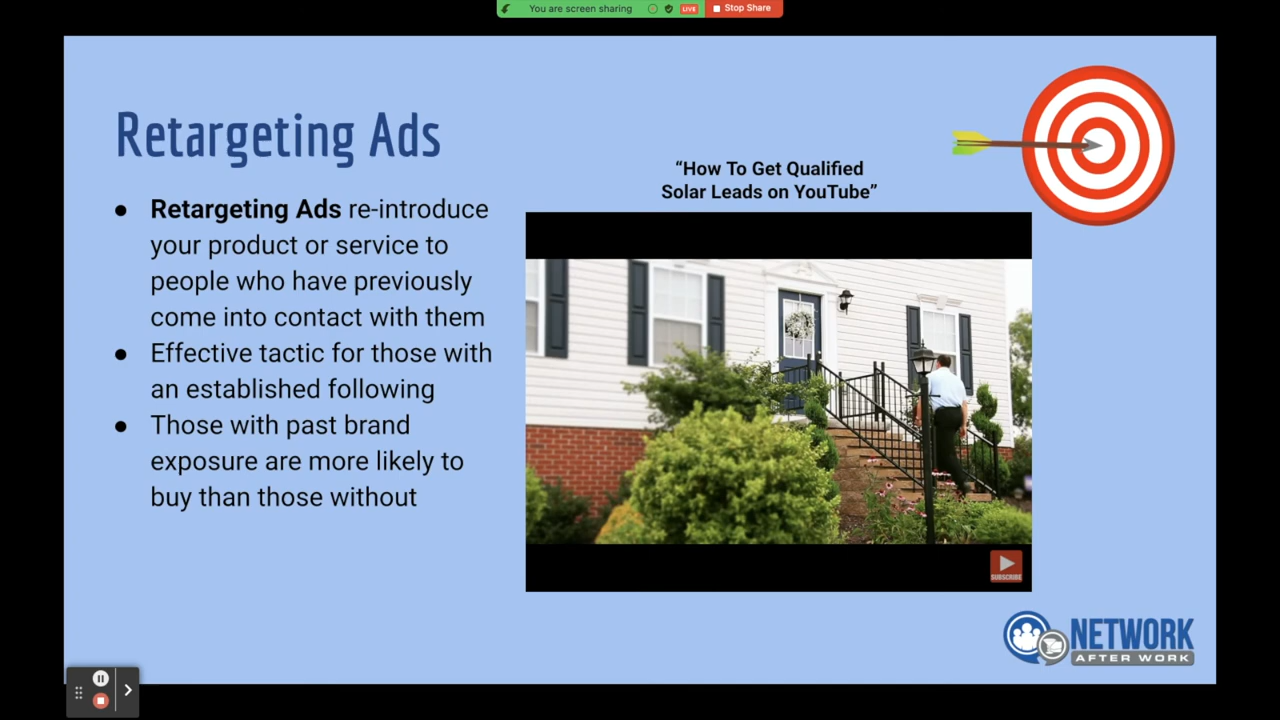 You are screen sharing
LIVE
Stop Share
Retargeting Ads
“How To Get Qualified
Solar Leads on YouTube”
● Retargeting Ads re-introduce
your product or service to
people who have previously
come into contact with them
● Effective tactic for those with
an established following
● Those with past brand
exposure are more likely to
buy than those without
SUBSCRIBE
NETWORK
AFTER WORK